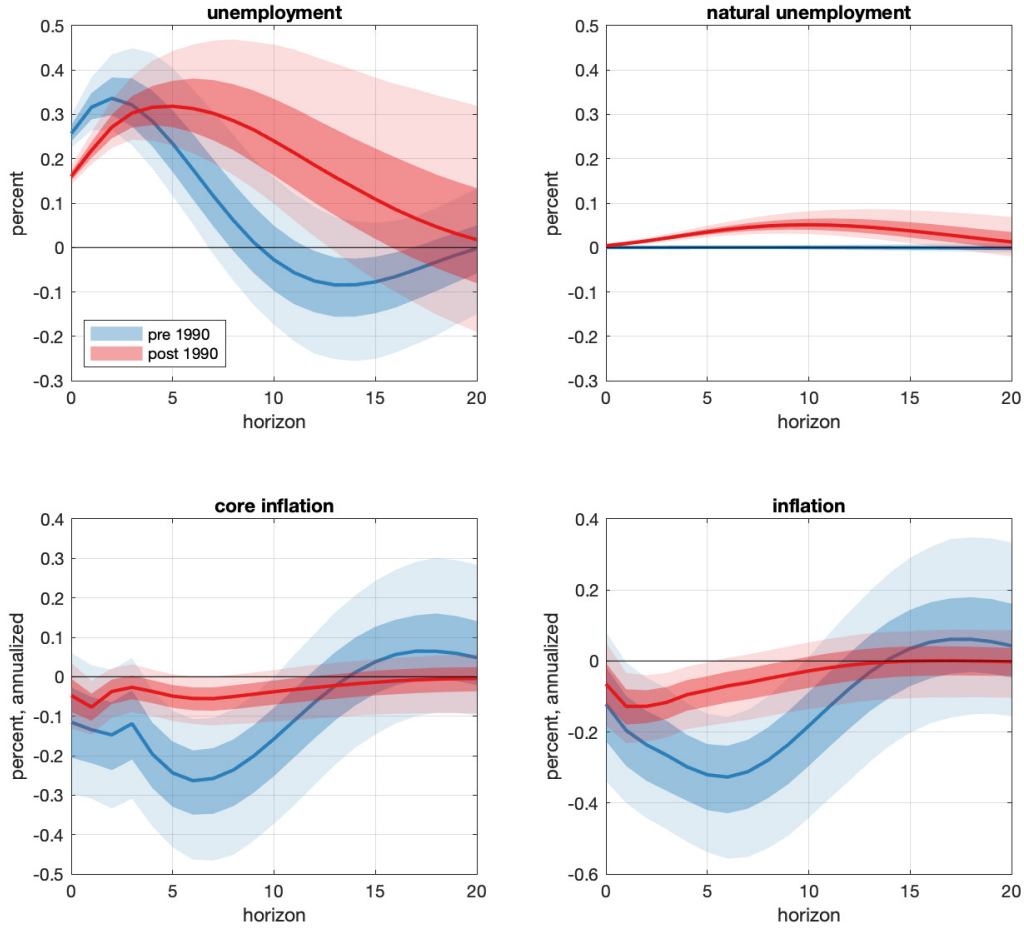 unemployment
percent
0.5
0.4
0.3
0.2
0.1
0
-0.1
-0.2
-0.3
pre 1990
post 1990
0 5 10 15 20
horizon
natural unemployment
percent
0.5
0.4
0.3
0.2
0.1
0
-0.1
-0.2
-0.3
0 5 10 15 20
horizon
core inflation
percent, annualized
0.4
0.3
0.2
0.1
0
-0.1
-0.2
-0.3
-0.4
-0.5
0 5 10 15 20
horizon
inflation
percent, annualized
0.4
0.2
0
-0.2
-0.4
-0.6
0 5 10 15 20
horizon